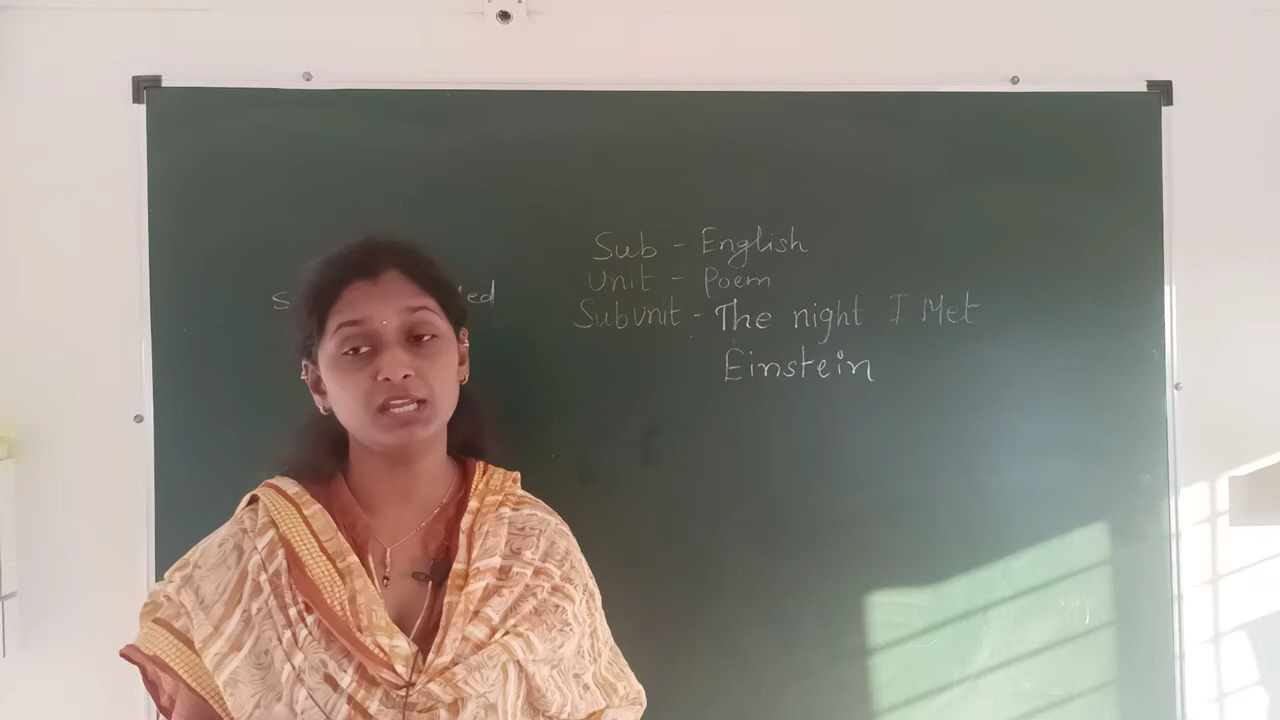 Sub - English
Unit - Poem
Subunit - The night I Met
Einstein